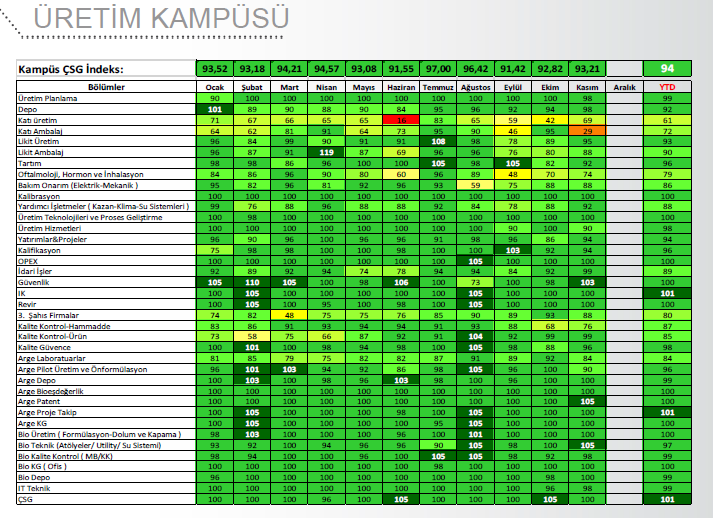 ÜRETİM KAMPÜSÜ
Kampüs ÇSG İndeks: 93,52 93,18 94,21 94,57 93,08 91,55 97,00 96,42 91,42 92,82 93,21 94
Bölümler Ocak Şubat Mart Nisan Mayıs Haziran Temmuz Ağustos Eylül Ekim Kasım Aralık YTD
Üretim Planlama 90 100 100 100 100 100 100 100 100 100 98 99
Depo 101 89 90 88 90 84 95 96 92 94 98 93
Katı üretim 71 67 66 65 65 16 83 65 59 42 69 61
Katı Ambalaj 64 62 81 91 64 73 95 90 46 95 29 72
Likit Üretim 96 84 99 90 91 91 108 98 78 89 95 93
Likit Ambalaj 96 92 91 119 87 69 96 96 76 80 88 90
Tartım 98 98 86 96 100 100 105 98 105 82 92 96
Oftalmoloji, Hormon ve İnhalasyon 84 86 96 90 80 60 96 89 48 70 74 79
Bakım Onarım (Elektrik-Mekanik ) 95 82 96 81 92 96 93 59 75 88 88 86
Kalibrasyon 100 100 100 100 100 100 100 100 100 100 100 100
Yardımcı İşletmeler ( Kazan-Klima-Su Sistemleri ) 96 76 88 90 88 92 94 84 78 88 92 88
Üretim Teknolojileri ve Proses Geliştirme 100 98 100 100 100 100 100 100 100 100 100 100
Üretim Hizmetleri 100 100 100 100 100 100 100 100 90 100 90 98
Yatırımlar&Projeler 96 90 96 100 96 96 91 98 96 86 94 94
Kalifikasyon 75 98 98 100 100 98 100 100 103 92 94 96
OPEX 100 100 100 100 100 100 100 105 100 100 100 100
İdari İşler 92 89 92 94 74 78 94 94 84 92 99 89
Güvenlik 105 110 105 100 92 106 100 73 100 98 103 99
IK 100 105 100 100 100 100 100 105 100 100 100 101
Revir 100 105 100 95 98 100 100 105 100 98 92 99
3. Şahıs Firmalar 74 82 48 75 75 76 85 90 89 93 88 80
Kalite Kontrol-Hammadde 83 86 91 93 94 94 91 93 88 68 76 87
Kalite Kontrol-Ürün 73 58 75 66 87 92 91 104 92 99 99 85
Kalite Güvence 100 101 100 98 94 98 100 105 98 88 96 98
Arge Laboratuarlar 81 85 79 75 82 82 87 91 89 92 84 84
Arge Pilot Üretim ve Önformülasyon 96 101 103 94 92 86 98 105 96 100 90 96
Arge Depo 100 103 100 98 96 103 98 100 96 100 100 99
Arge Bioeşdeğerlik 100 100 100 100 100 100 100 100 100 100 100 100
Arge Patent 100 100 100 100 100 100 100 100 100 100 105 100
Arge Proje Takip 100 105 100 100 100 98 100 105 100 100 100 101
Arge KG 100 105 100 100 100 100 95 105 100 100 100 100
Bio Üretim ( Formülasyon-Dolum ve Kapama ) 98 103 100 100 100 96 100 101 100 100 100 100
Bio Teknik (Atölyeler/ Utility/ Su Sistemi) 93 92 100 94 96 96 90 100 100 100 105 97
Bio Kalite Kontrol ( MB/KK) 98 94 100 100 98 98 105 105 98 92 98 99
Bio KG ( Ofis ) 100 100 100 100 100 100 100 100 100 98 98 100
Bio Depo 96 100 100 100 100 100 100 100 100 100 98 99
IT Teknik 100 100 100 100 100 100 100 100 100 96 98 99
ÇSG 100 100 100 96 100 105 100 100 100 105 100 101